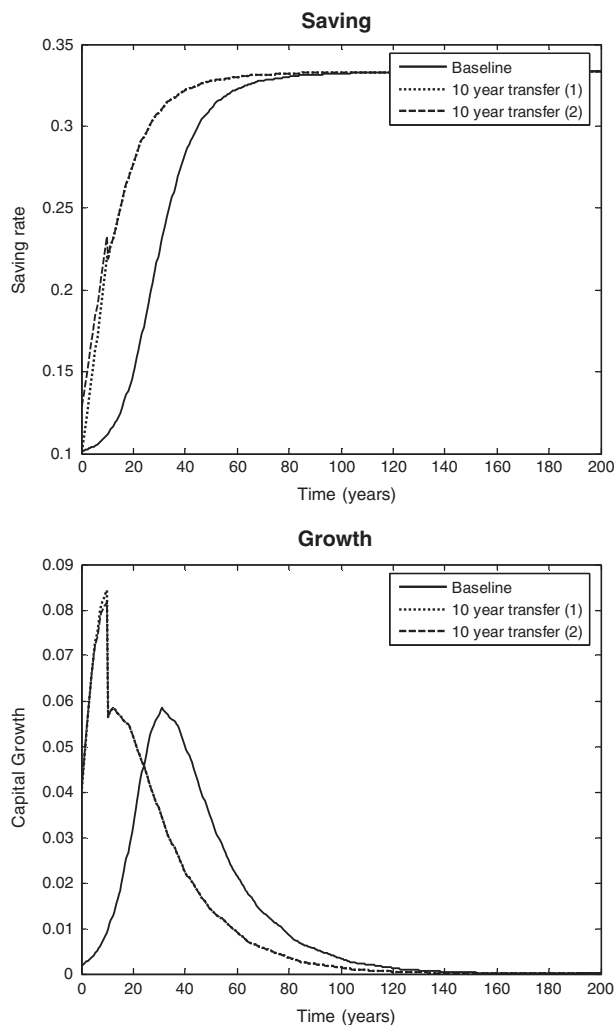 Saving
0.35
0.3
0.25
0.2
0.15
0.1
Saving rate
Baseline
10 year transfer (1)
10 year transfer (2)
0 20 40 60 80 100 120 140 160 180 200
Time (years)
Growth
0.09
0.08
0.07
0.06
0.05
0.04
0.03
0.02
0.01
0
Capital Growth
Baseline
10 year transfer (1)
10 year transfer (2)
0 20 40 60 80 100 120 140 160 180 200
Time (years)